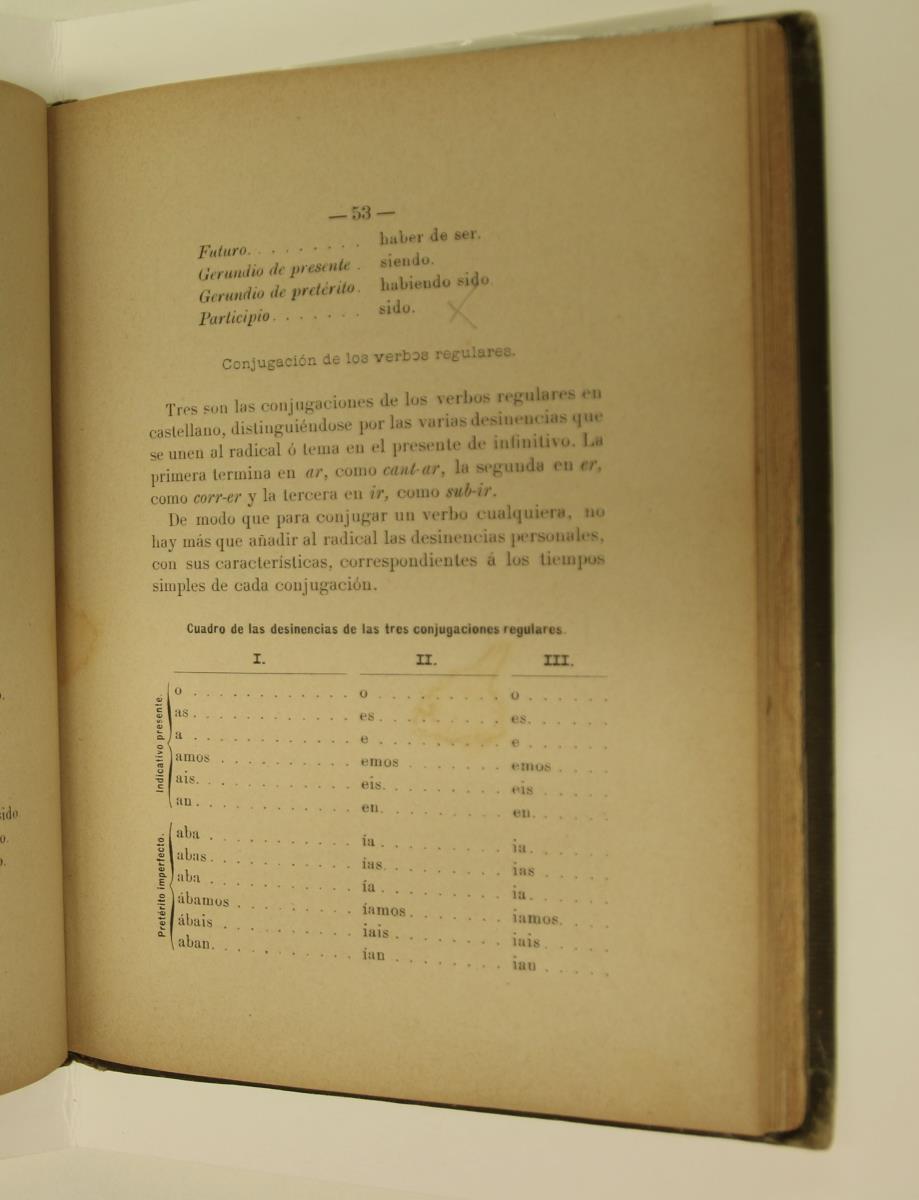 — 53 —
Futuro. . . . . . . . . haber de ser.
Gerundio de presente . siendo.
Gerundio de pretérito. habiendo sido.
Participio. . . . . . . sido.
Conjugación de los verbos regulares.
Tres son las conjugaciones de los verbos regulares en
castellano, distinguiéndose por las varias desinencias que
se unen al radical ó tema en el presente de infinitivo. La
primera termina en ar, como cant-ar, la segunda en er,
como corr-er y la tercera en ir, como sub-ir.
De modo que para conjugar un verbo cualquiera, no
hay más que añadir al radical las desinencias personales,
con sus características, correspondientes á los tiempos
simples de cada conjugación.
Cuadro de las desinencias de las tres conjugaciones regulares.
I. II. III.
Indicativo presente.
o . . . . . . . . . . . . o . . . . . . . . o . . . . .
as . . . . . . . . . . . . es . . . . . . . . es. . . . .
a . . . . . . . . . . . . e . . . . . . . . e . . . . .
amos . . . . . . . . . . emos . . . . . . . emos . . . .
ais. . . . . . . . . . . . eis. . . . . . . . eis . . . . .
an. . . . . . . . . . . . en. . . . . . . . en. . . . .
Pretérito imperfecto.
aba . . . . . . . . . . . ía . . . . . . . . ia. . . . .
abas. . . . . . . . . . . ías. . . . . . . . ias . . . . .
aba . . . . . . . . . . . ía . . . . . . . . ia. . . . .
ábamos . . . . . . . . . íamos. . . . . . . iamos. . . .
ábais . . . . . . . . . . íais . . . . . . . iais. . . . .
aban. . . . . . . . . . . ían . . . . . . . ian . . . . .